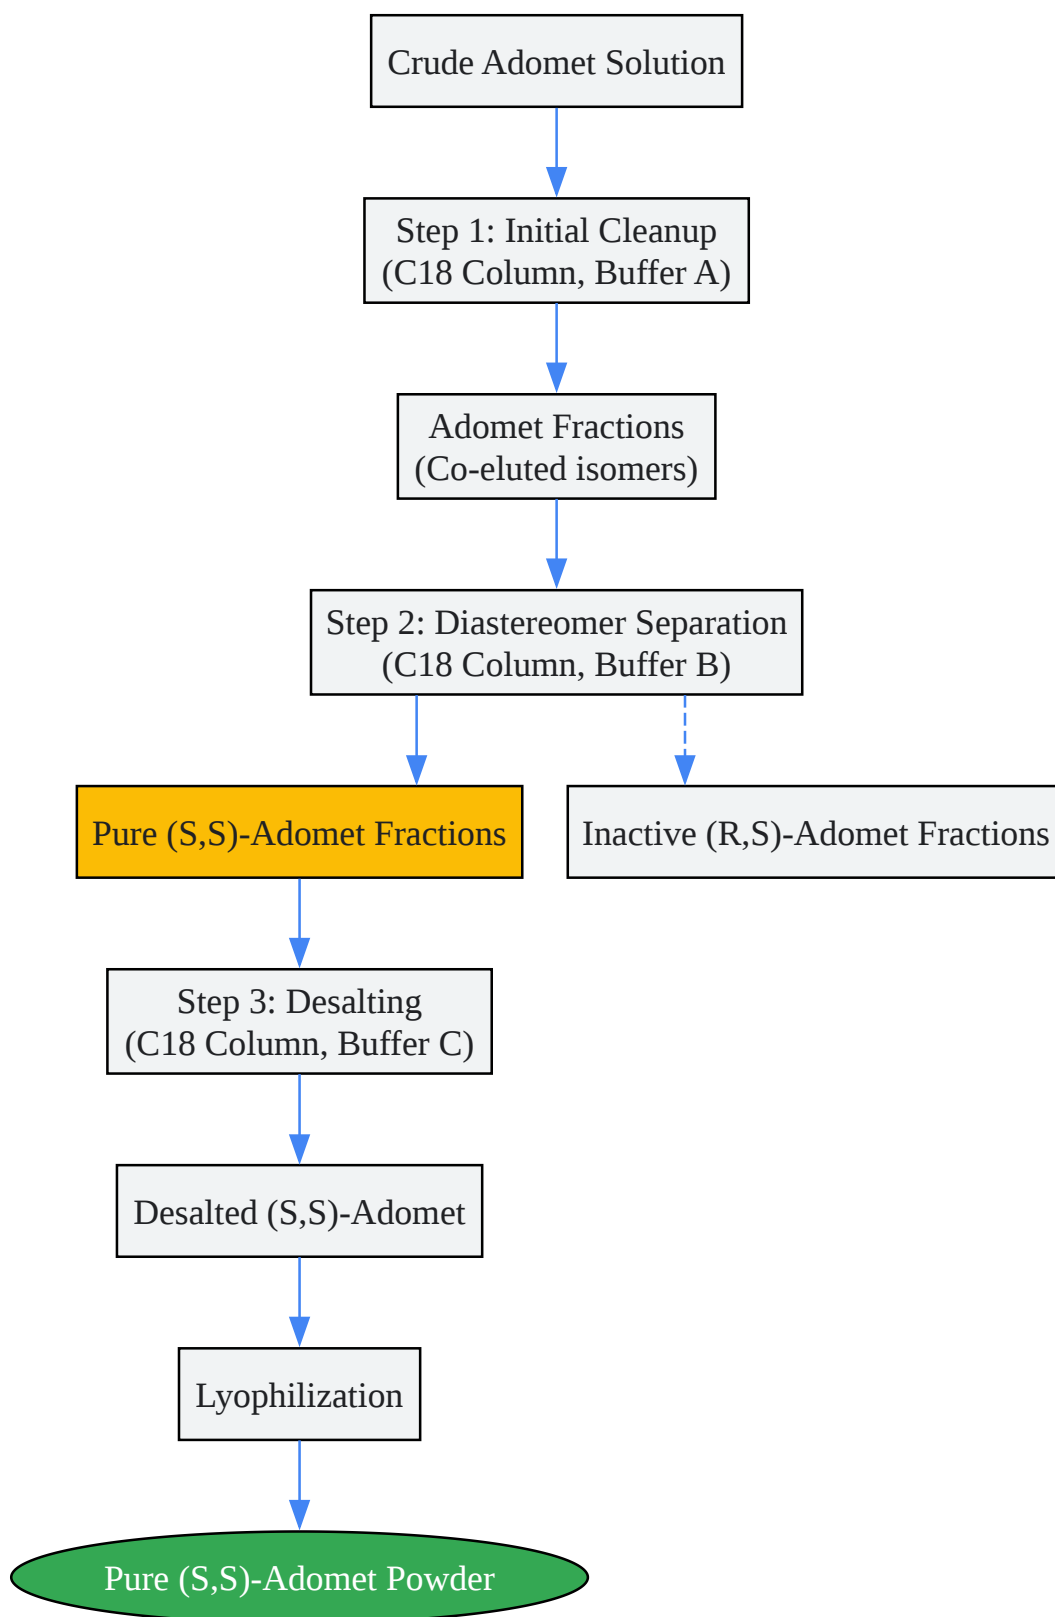 Crude Adomet Solution
Step 1: Initial Cleanup
(C18 Column, Buffer A)
Adomet Fractions
(Co-eluted isomers)
Step 2: Diastereomer Separation
(C18 Column, Buffer B)
Pure (S,S)-Adomet Fractions
Inactive (R,S)-Adomet Fractions
Step 3: Desalting
(C18 Column, Buffer C)
Desalted (S,S)-Adomet
Lyophilization
Pure (S,S)-Adomet Powder